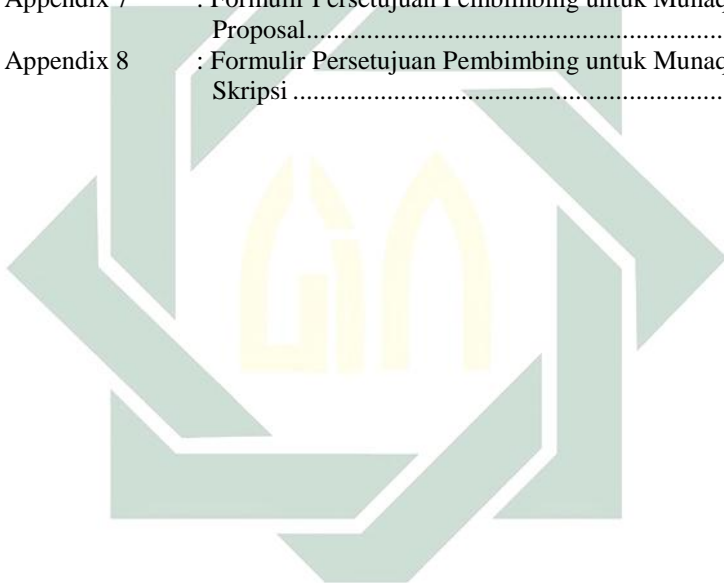 Appendix 7 : Formulir Persetujuan Pembimbing untuk
Proposal......................................................................
Appendix 8 : Formulir Persetujuan Pembimbing untuk
Skripsi ........................................................................